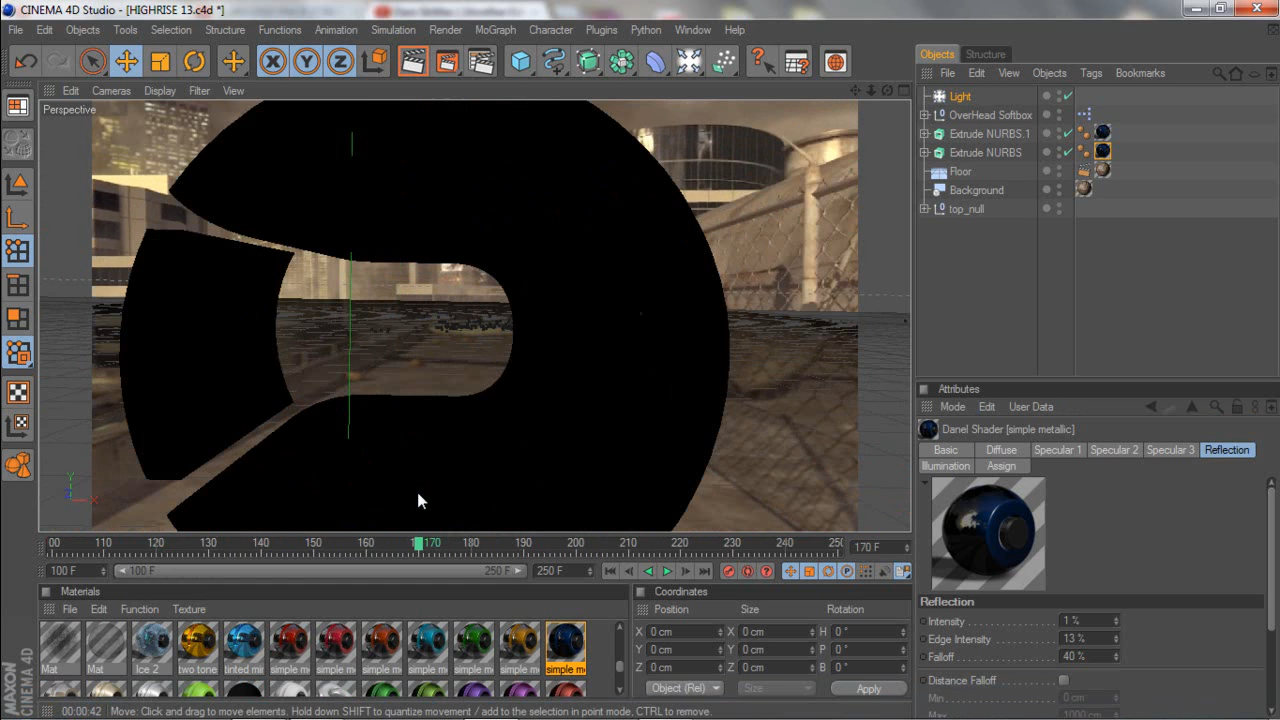 CINEMA 4D Studio - [HIGHRISE 13.c4d *]
File Edit Objects Tools Selection Structure Functions Animation Simulation Render MoGraph Character Plugins Python Window Help
Objects Structure
File Edit View Objects Tags Bookmarks
Edit Cameras Display Filter View
Perspective
Light
OverHead Softbox
Extrude NURBS.1
Extrude NURBS
Floor
Background
top_null
Attributes
Mode Edit User Data
Danel Shader [simple metallic]
Basic Diffuse Specular 1 Specular 2 Specular 3 Reflection
Illumination Assign
Reflection
Intensity 1 %
Edge Intensity 13 %
Falloff 40 %
Distance Falloff
Min. 0 cm
Max. 1000 cm
00 110 120 130 140 150 160 170 180 190 200 210 220 230 240 25 170 F
100 F 100 F 250 F 250 F
Materials
File Edit Function Texture
Mat Mat Ice 2 two tone tinted mi simple m simple m simple m simple m simple m simple m simple m
Coordinates
Position Size Rotation
X 0 cm X 0 cm H 0 °
Y 0 cm Y 0 cm P 0 °
Z 0 cm Z 0 cm B 0 °
Object (Rel) Size Apply
MAXON
CINEMA 4D
00:00:42 Move: Click and drag to move elements. Hold down SHIFT to quantize movement / add to the selection in point mode, CTRL to remove.